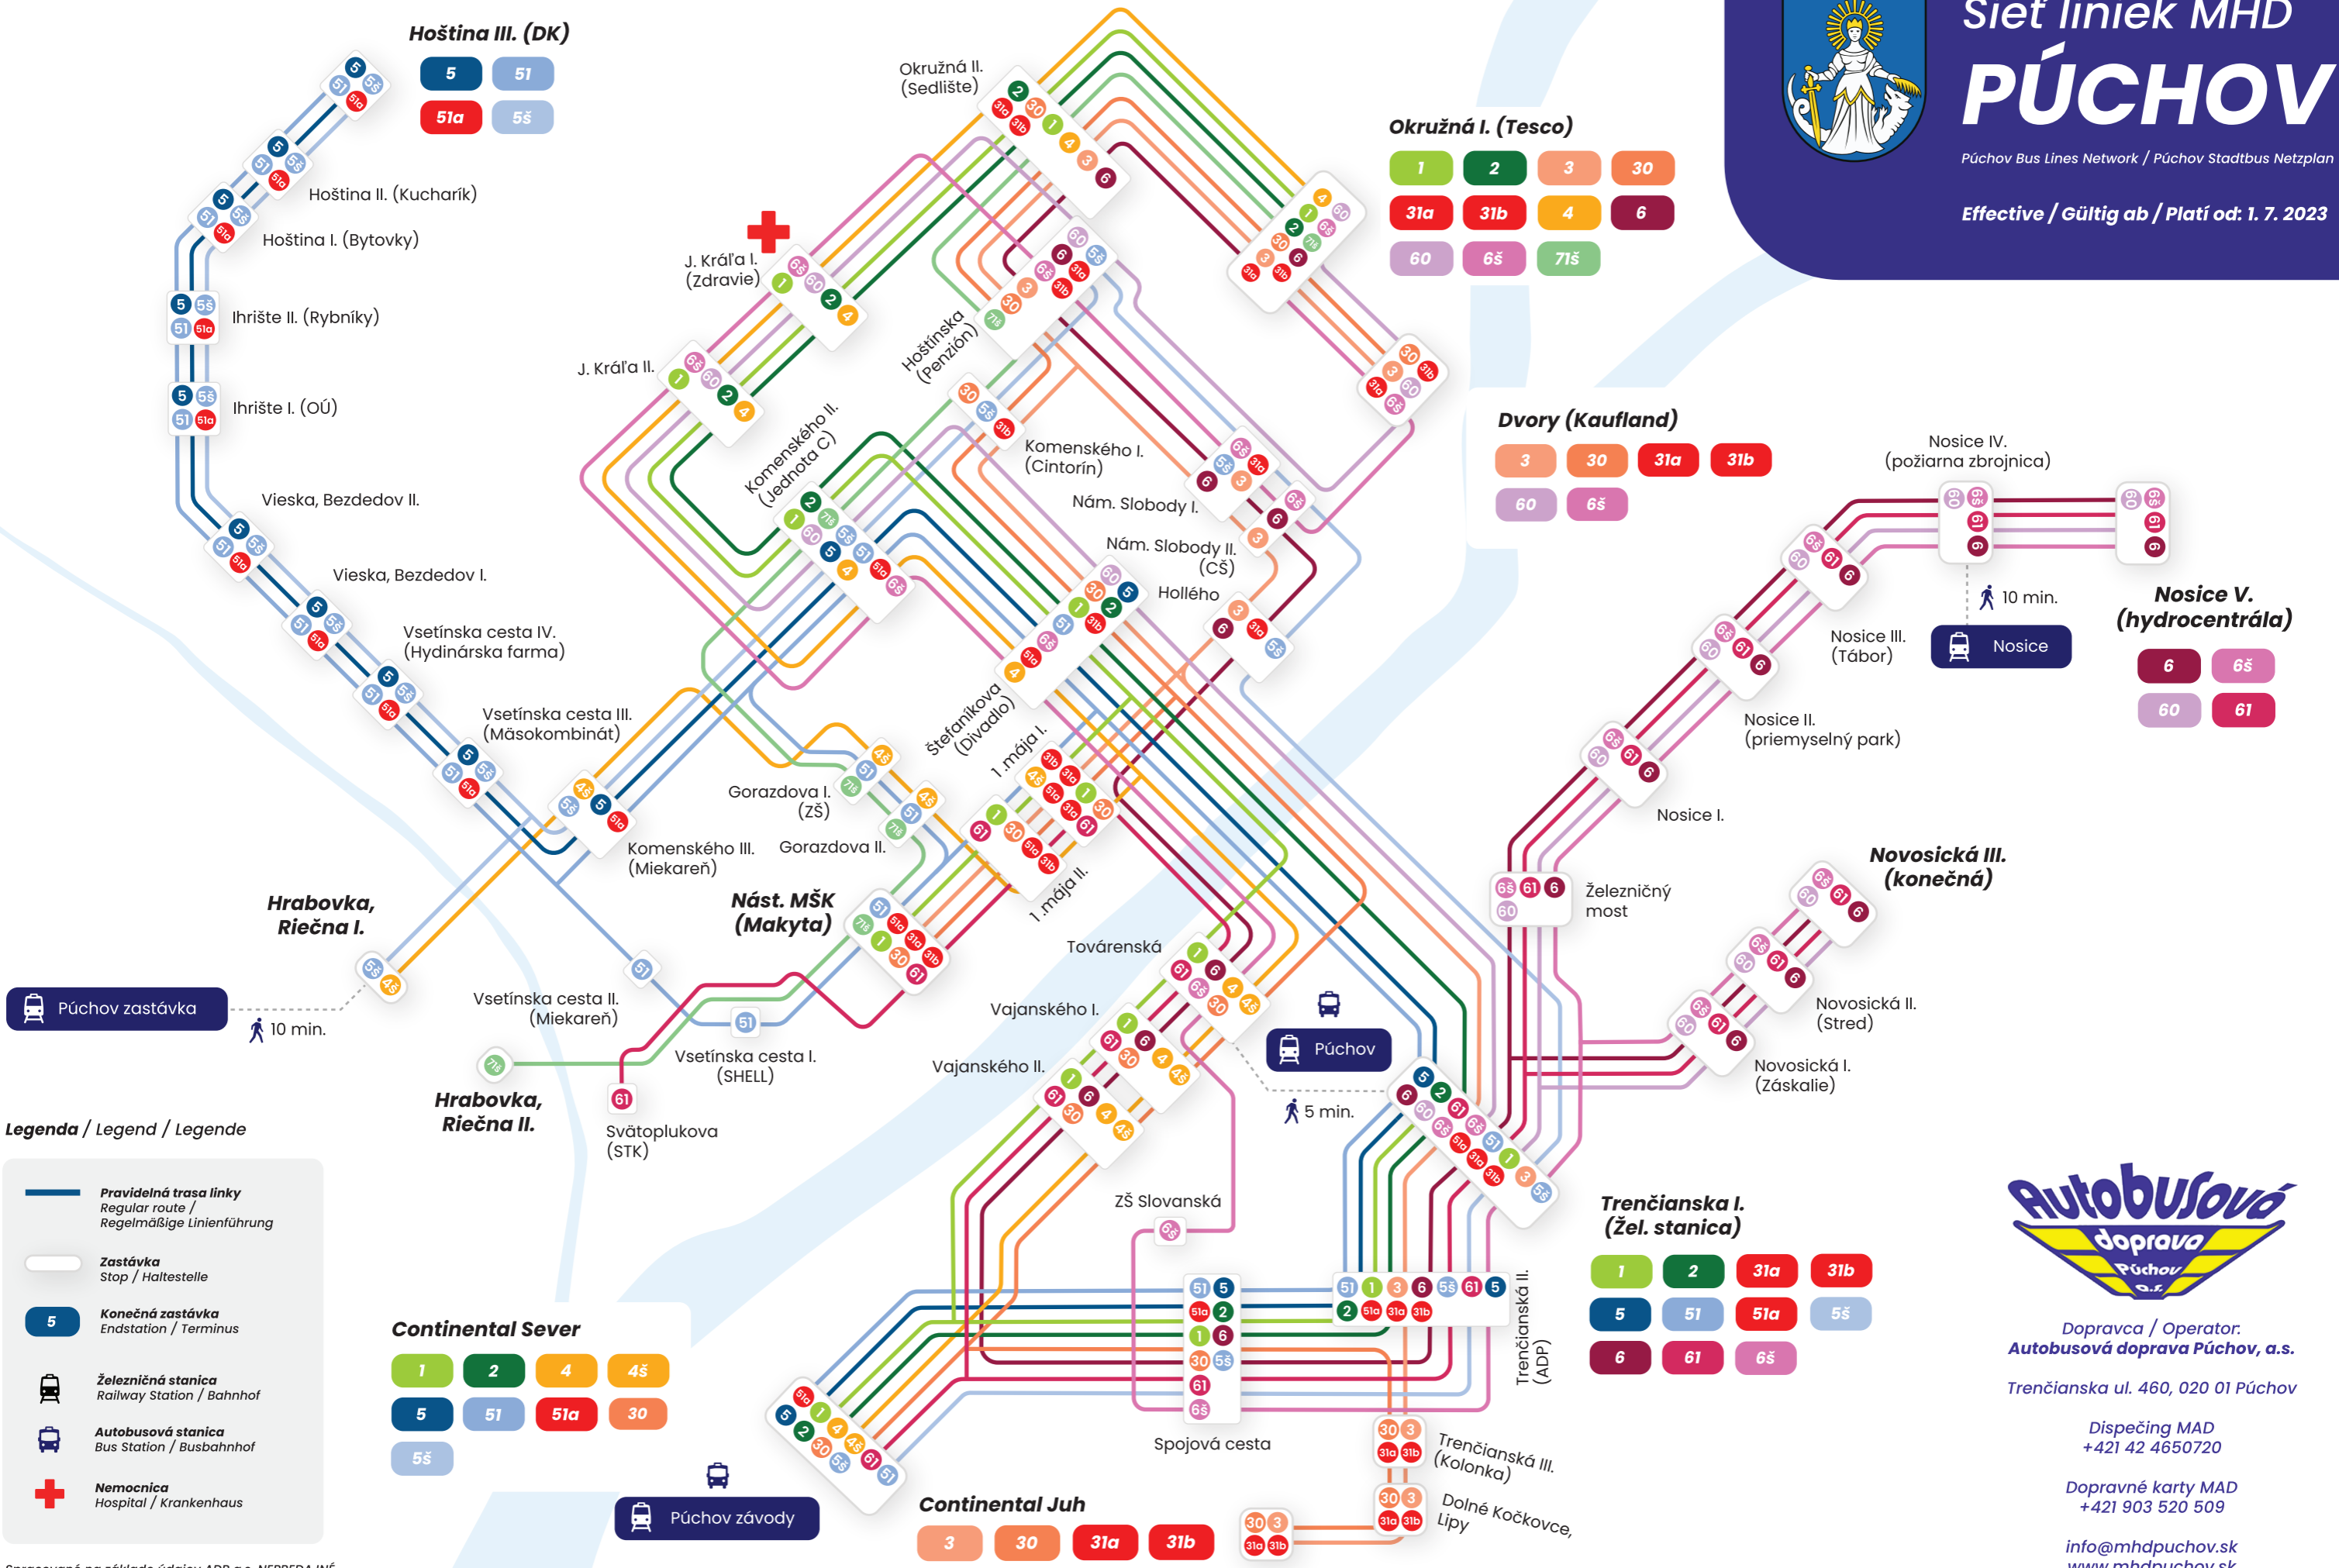 Sieť liniek MHD
PÚCHOV
Púchov Bus Lines Network / Púchov Stadtbus Netzplan
Effective / Gültig ab / Platí od: 1. 7. 2023
Hoština III. (DK)
5 51
51a 5š
Hoština II. (Kucharík)
Hoština I. (Bytovky)
Ihrište II. (Rybníky)
Ihrište I. (OÚ)
Vieska, Bezdedov II.
Vieska, Bezdedov I.
Vsetínska cesta IV.
(Hydinárska farma)
Vsetínska cesta III.
(Mäsokombinát)
Komenského III.
(Miekareň)
Hrabovka,
Riečna I.
Púchov zastávka
10 min.
Vsetínska cesta II.
(Miekareň)
Vsetínska cesta I.
(SHELL)
Hrabovka,
Riečna II.
Svätoplukova
(STK)
Okružná II.
(Sedlište)
J. Kráľa I.
(Zdravie)
J. Kráľa II.
Hoštínska
(Penzión)
Komenského II.
(Jednota C)
Komenského I.
(Cintorín)
Nám. Slobody I.
Nám. Slobody II.
(CŠ)
Hollého
Štefánikova
(Divadlo)
1.mája I.
1.mája II.
Gorazdova I.
(ZŠ)
Gorazdova II.
Nást. MŠK
(Makyta)
Továrenská
Vajanského I.
Vajanského II.
ZŠ Slovanská
Spojová cesta
Púchov
5 min.
Okružná I. (Tesco)
1 2 3 30
31a 31b 4 6
60 6š 71š
Dvory (Kaufland)
3 30 31a 31b
60 6š
Nosice IV.
(požiarna zbrojnica)
10 min.
Nosice
Nosice V.
(hydrocentrála)
6 6š
60 61
Nosice III.
(Tábor)
Nosice II.
(priemyselný park)
Nosice I.
Železničný
most
Novosická III.
(konečná)
Novosická II.
(Stred)
Novosická I.
(Záskalie)
Trenčianska I.
(Žel. stanica)
1 2 31a 31b
5 51 51a 5š
6 61 6š
Trenčianská II.
(ADP)
Trenčianská III.
(Kolonka)
Dolné Kočkovce,
Lipy
Continental Sever
1 2 4 4š
5 51 51a 30
5š
Púchov závody
Continental Juh
3 30 31a 31b
Legenda / Legend / Legende
Pravidelná trasa linky
Regular route /
Regelmäßige Linienführung
Zastávka
Stop / Haltestelle
5
Konečná zastávka
Endstation / Terminus
Železničná stanica
Railway Station / Bahnhof
Autobusová stanica
Bus Station / Busbahnhof
Nemocnica
Hospital / Krankenhaus
Autobusová
doprava
Púchov
a.s.
Dopravca / Operator:
Autobusová doprava Púchov, a.s.
Trenčianska ul. 460, 020 01 Púchov
Dispečing MAD
+421 42 4650720
Dopravné karty MAD
+421 903 520 509
info@mhdpuchov.sk
www.mhdpuchov.sk